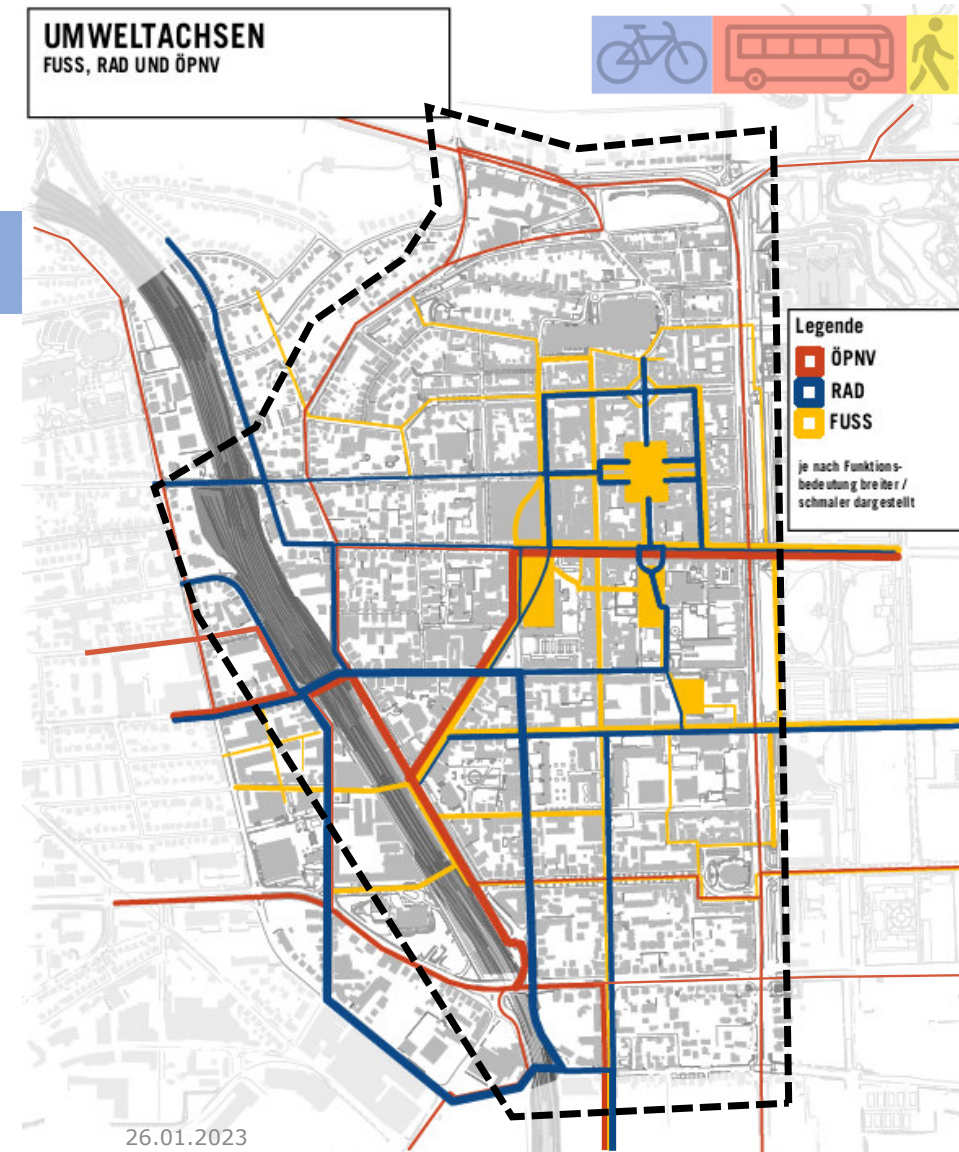 UMWELTACHSEN
FUSS, RAD UND ÖPNV
Legende
ÖPNV
RAD
FUSS
je nach Funktions-
bedeutung breiter /
schmaler dargestellt
26.01.2023